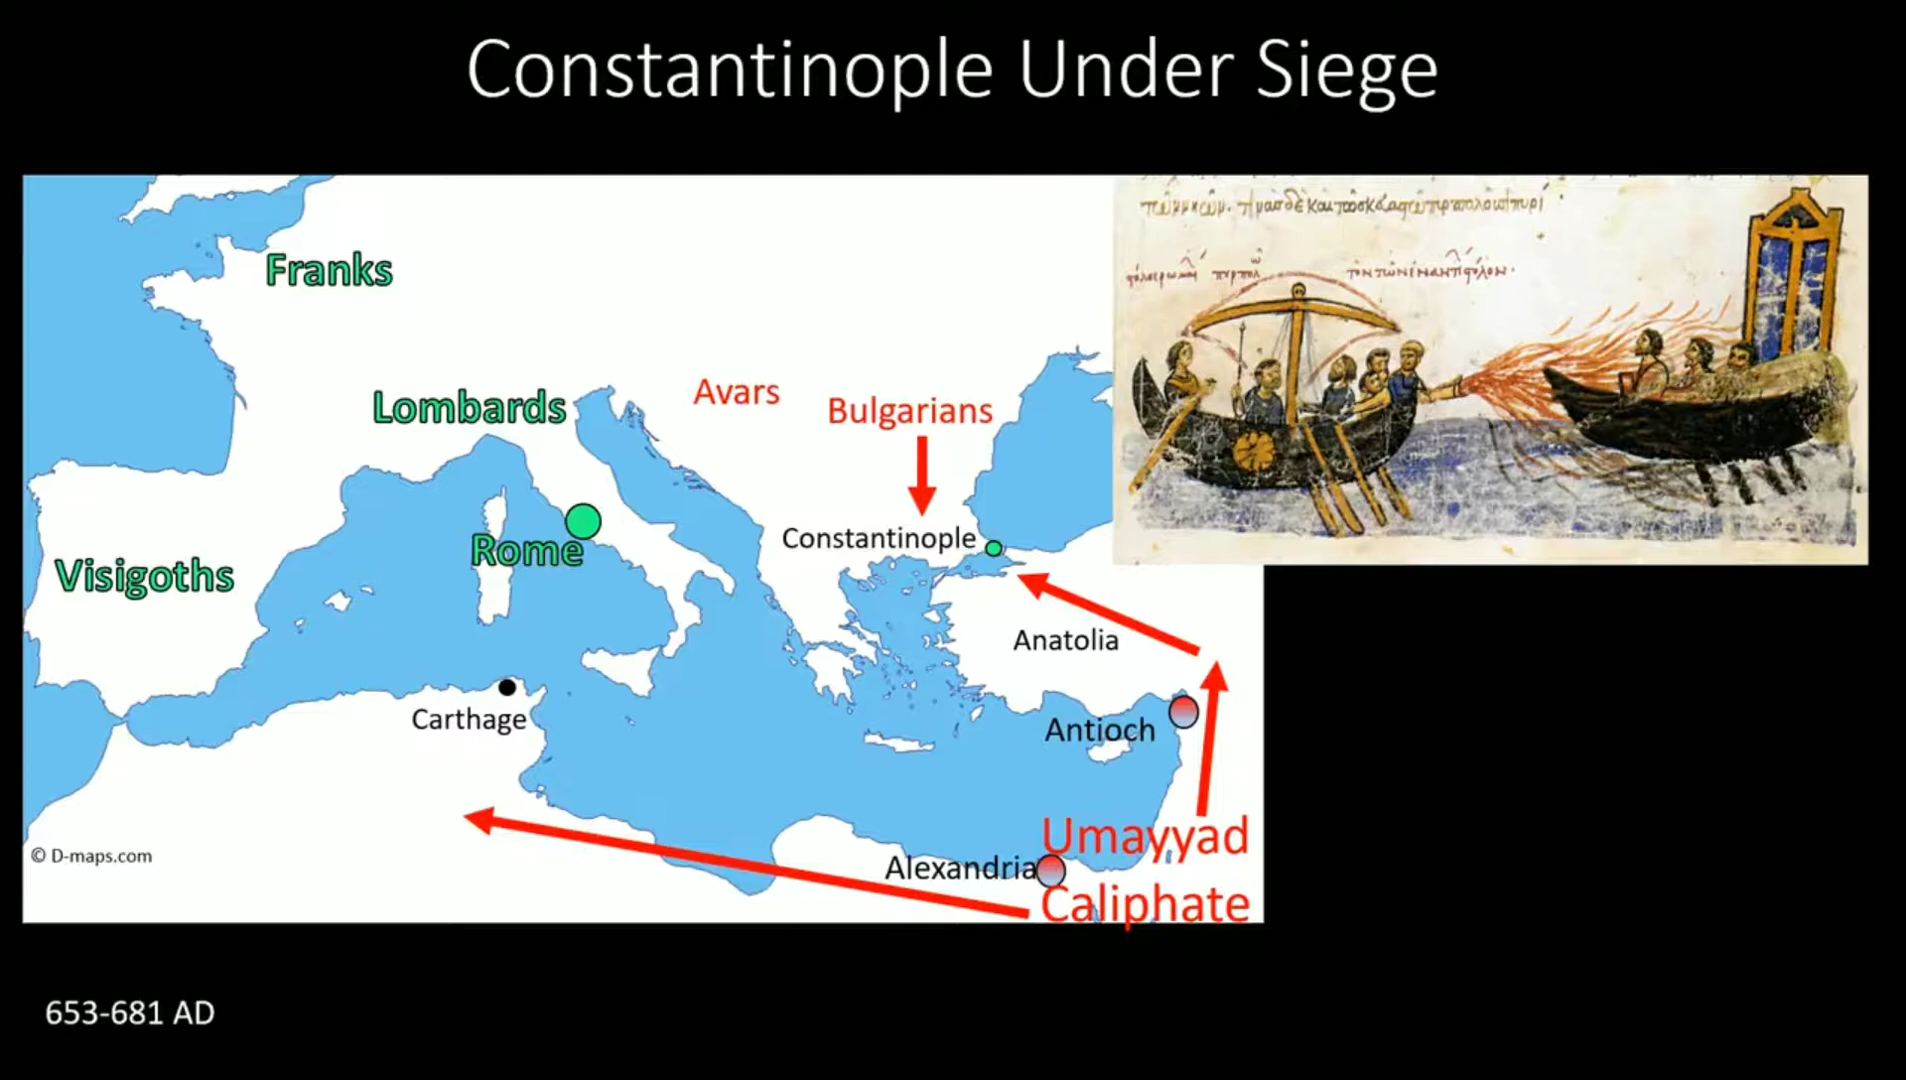 Constantinople Under Siege
Franks
Avars
Lombards
Bulgarians
Constantinople
Rome
Visigoths
Anatolia
Carthage
Antioch
Umayyad
Caliphate
Alexandria
© D-maps.com
653-681 AD